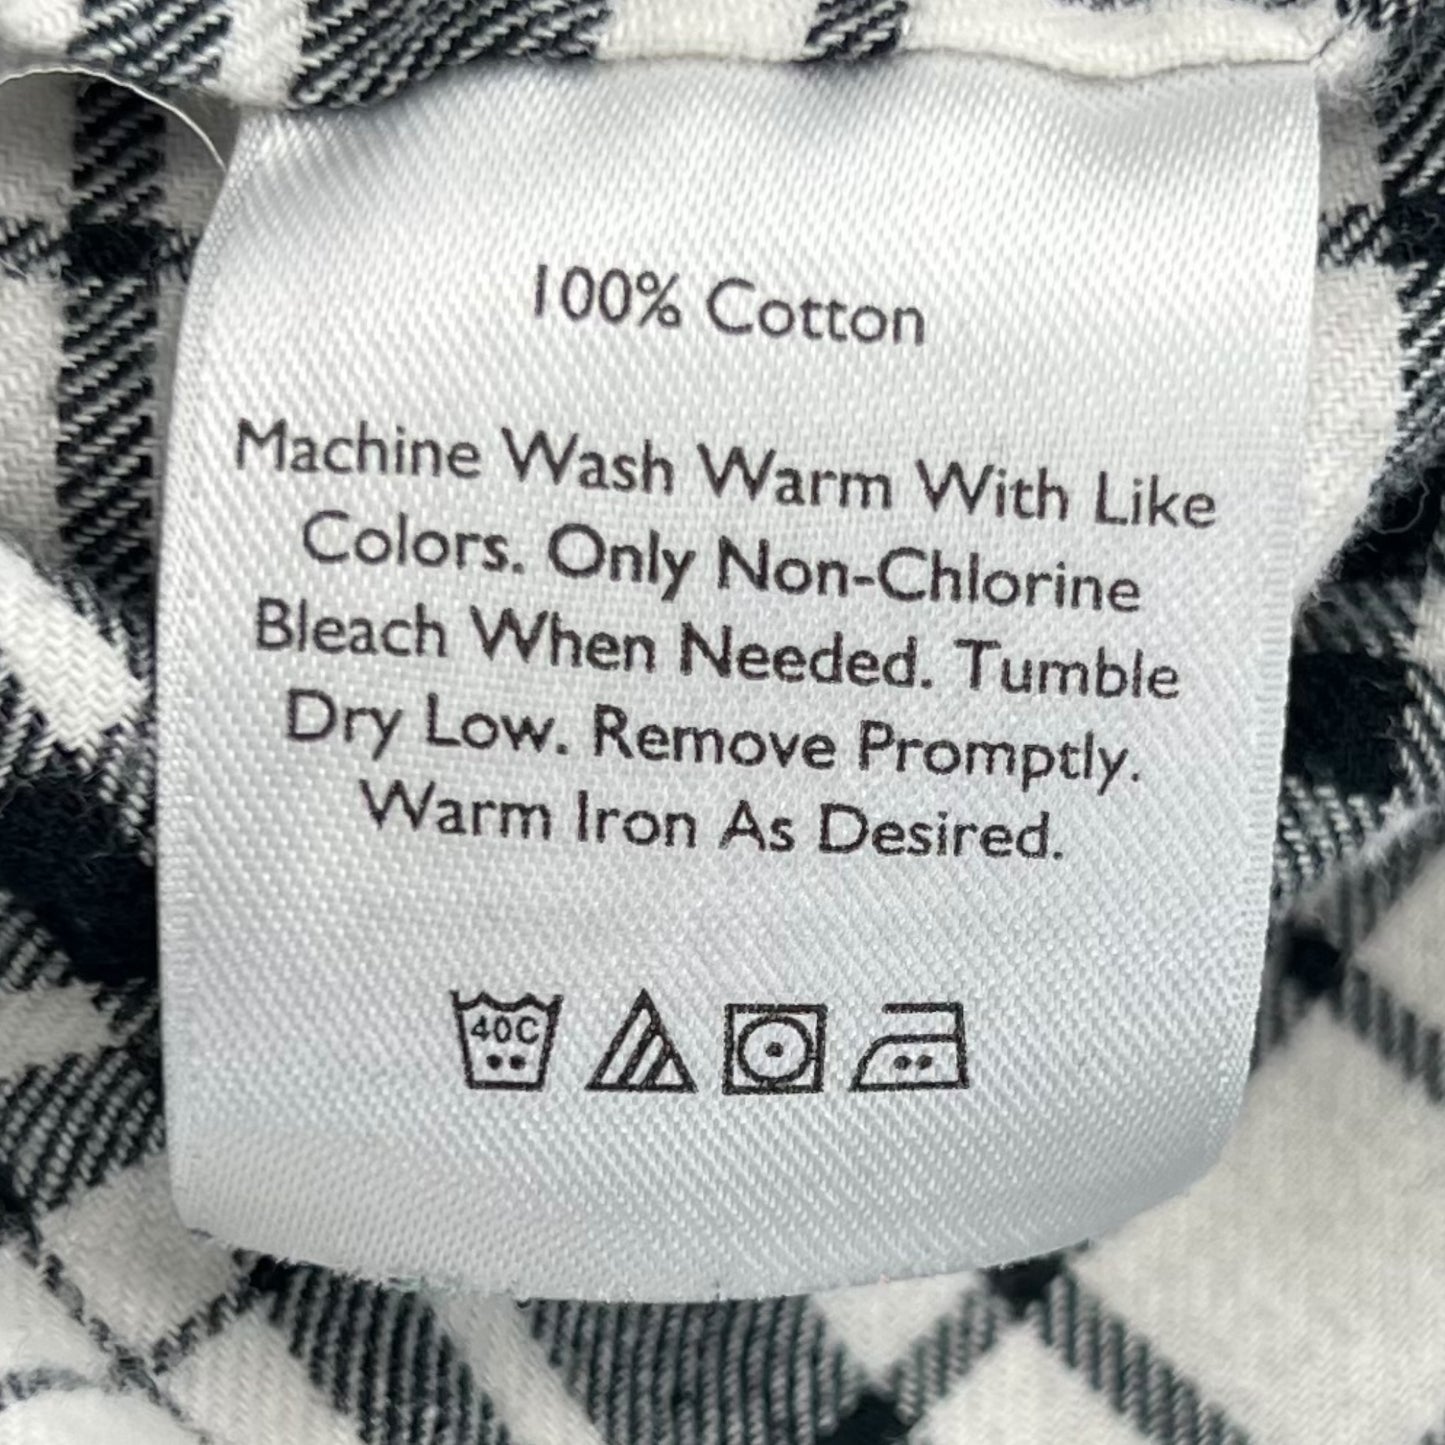 100% Cotton
Machine Wash Warm With Like
Colors. Only Non-Chlorine
Bleach When Needed. Tumble
Dry Low. Remove Promptly.
Warm Iron As Desired.
40C